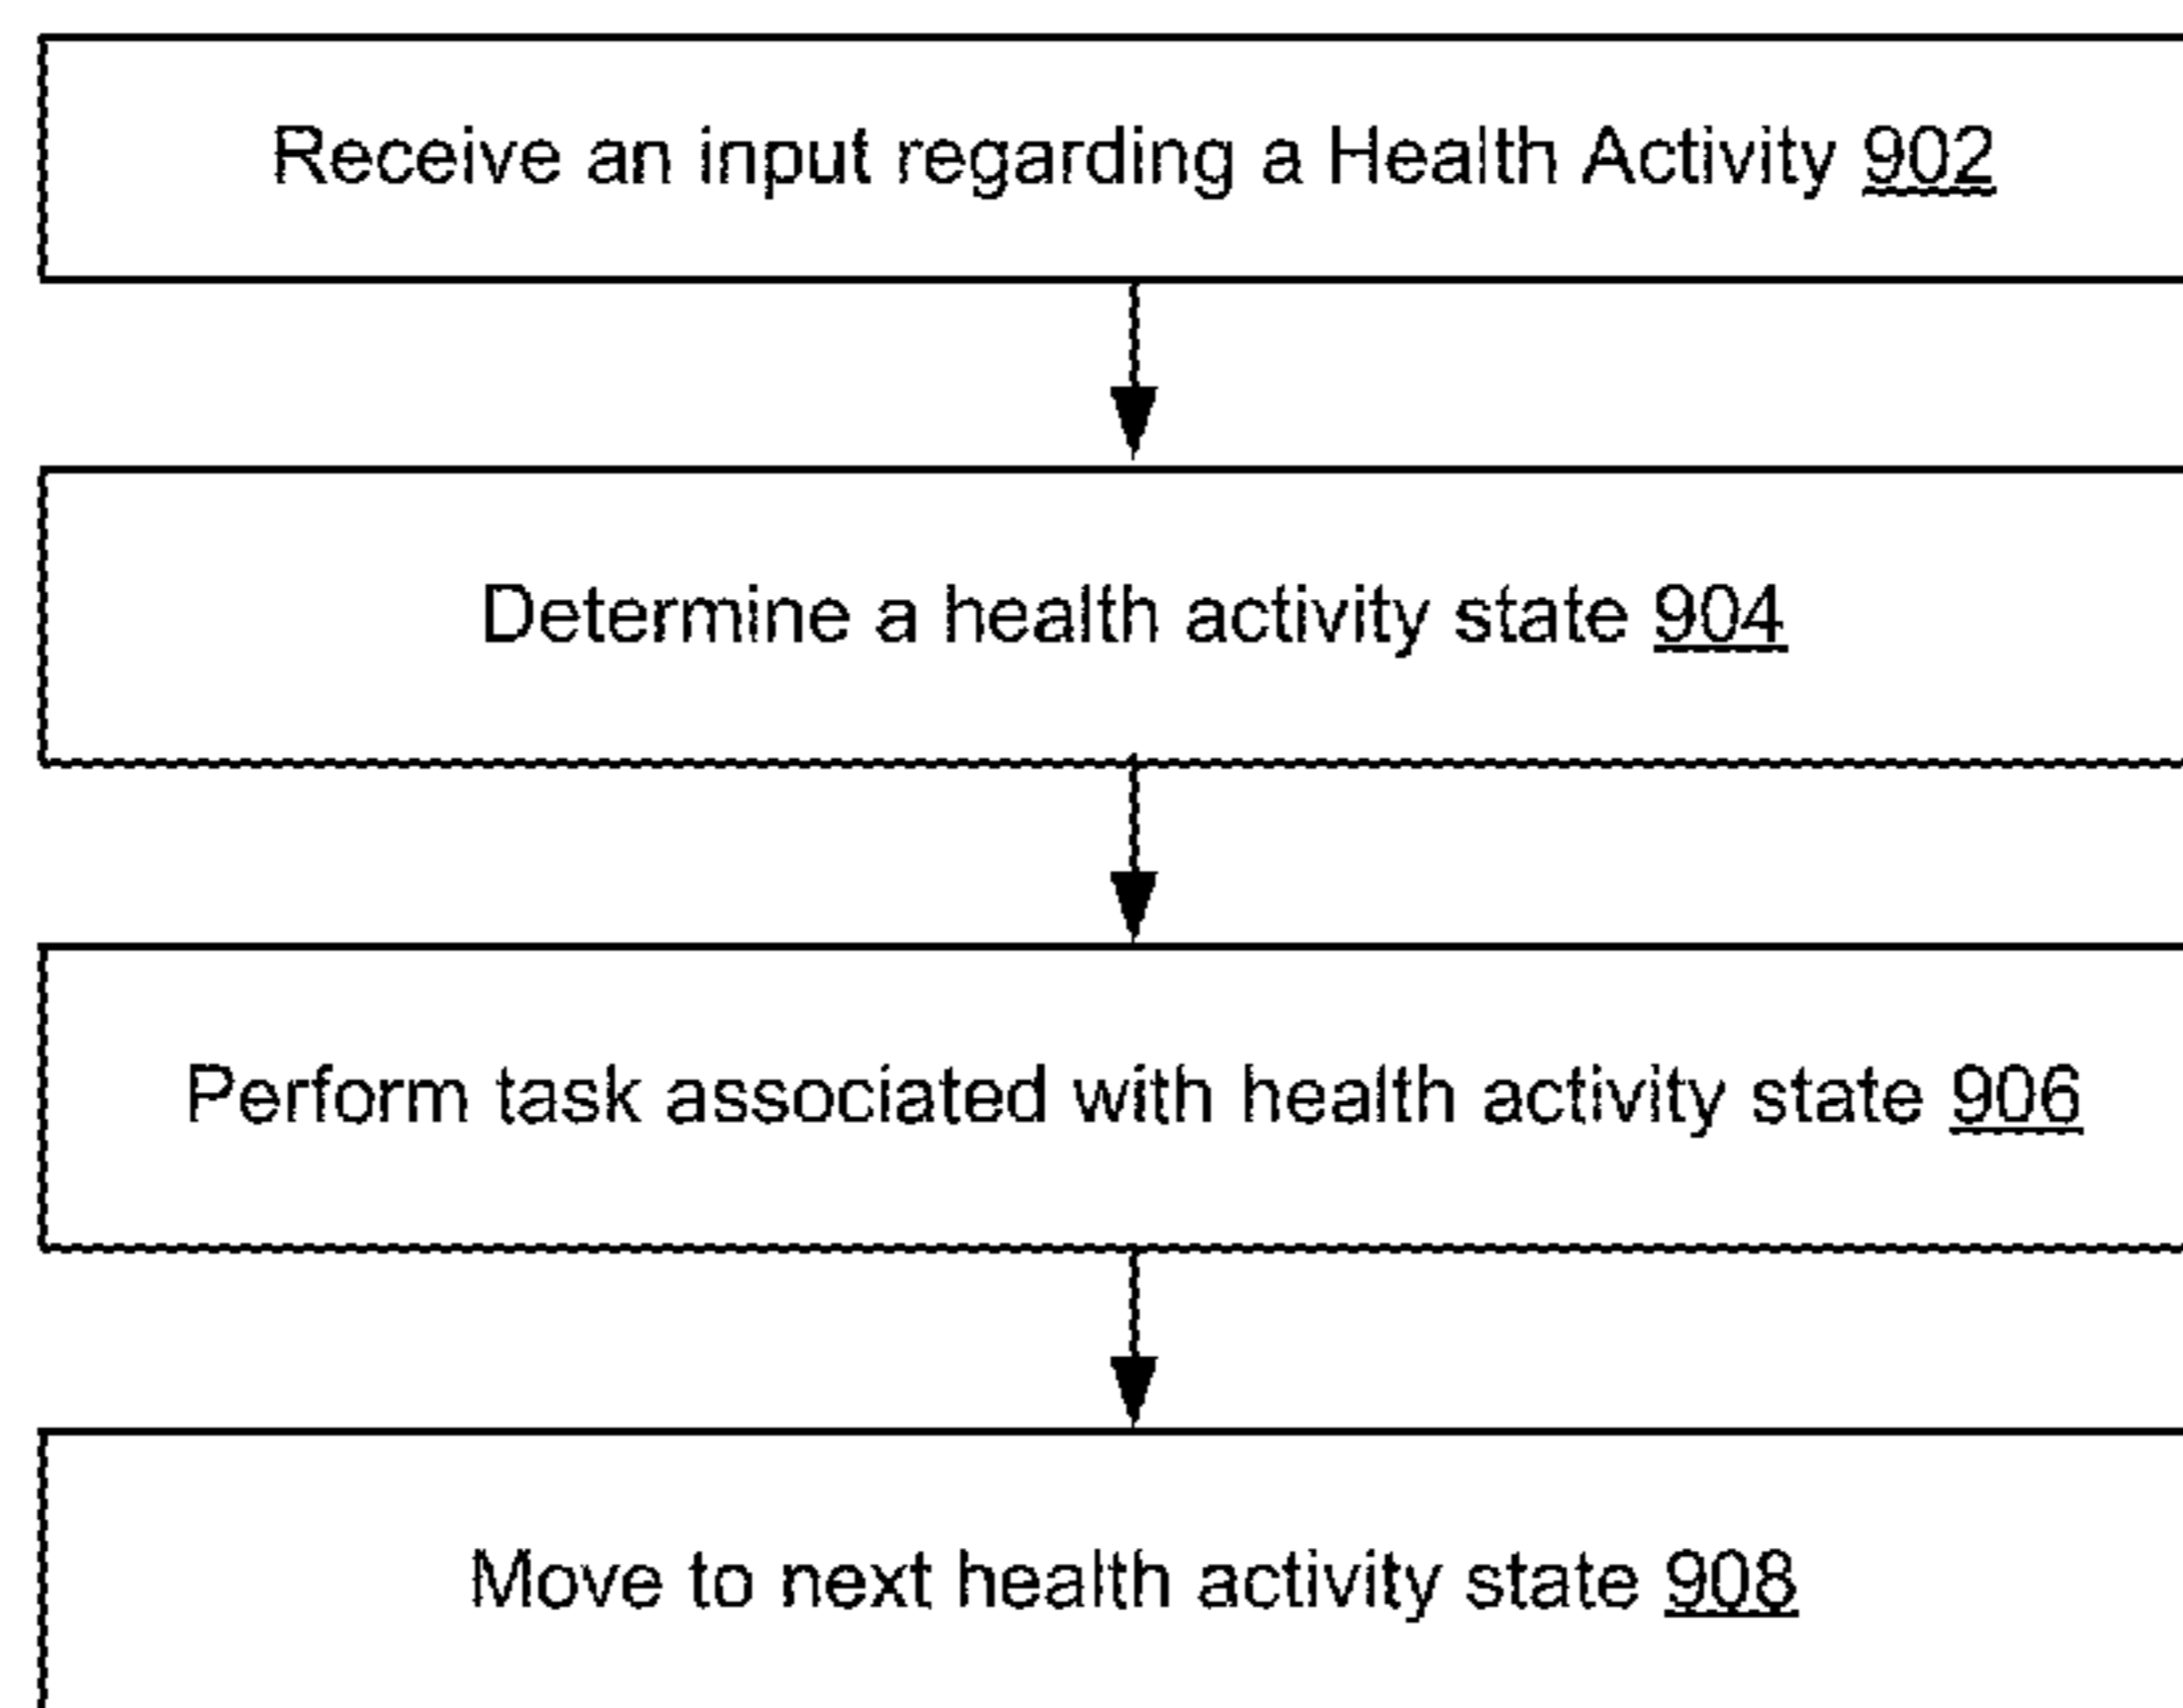 Receive an input regarding a Health Activity 902
Determine a health activity state 904
Perform task associated with health activity state 906
Move to next health activity state 908